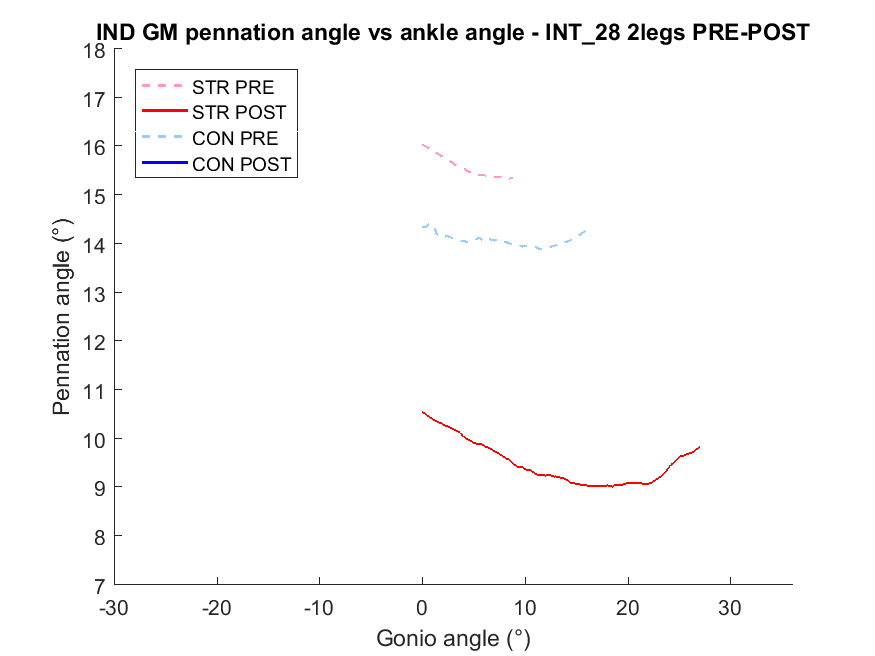 IND GM pennation angle vs ankle angle - INT_28 2legs PRE-POST
18
17
16
15
14
13
12
11
10
9
8
7
STR PRE
STR POST
CON PRE
CON POST
Pennation angle (°)
-30
-20
-10
0
10
20
30
Gonio angle (°)